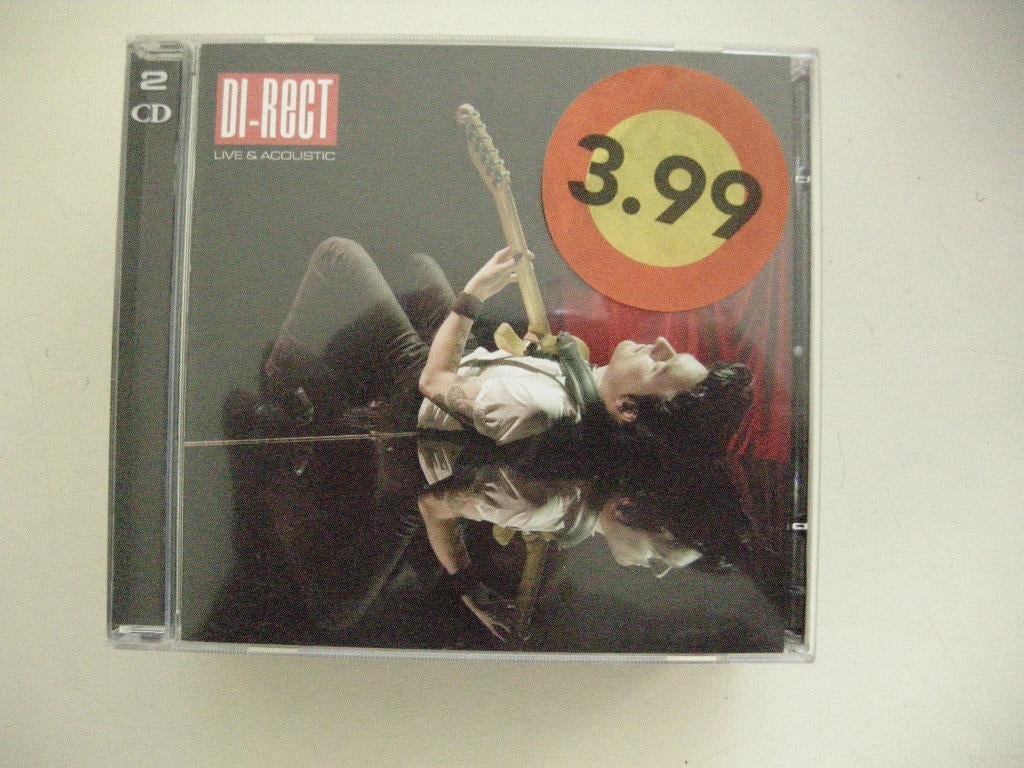 2
CD
DI-RECT
LIVE & ACOUSTIC
3.99